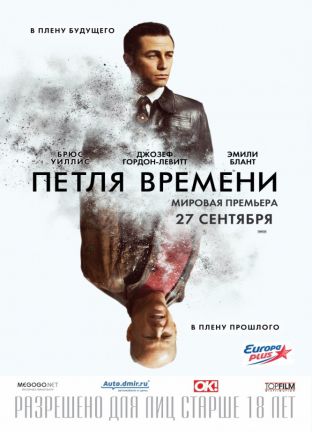 В ПЛЕНУ БУДУЩЕГО
БРЮС
УИЛЛИС
ДЖОЗЕФ
ГОРДОН-ЛЕВИТТ
ЭМИЛИ
БЛАНТ
ПЕТЛЯ ВРЕМЕНИ
МИРОВАЯ ПРЕМЬЕРА
27 СЕНТЯБРЯ
В ПЛЕНУ ПРОШЛОГО
Европа
PLUS
MEGOGO.NET
Auto.dmir.ru
OK!
TOPFILM
РАЗРЕШЕНО ДЛЯ ЛИЦ СТАРШЕ 18 ЛЕТ